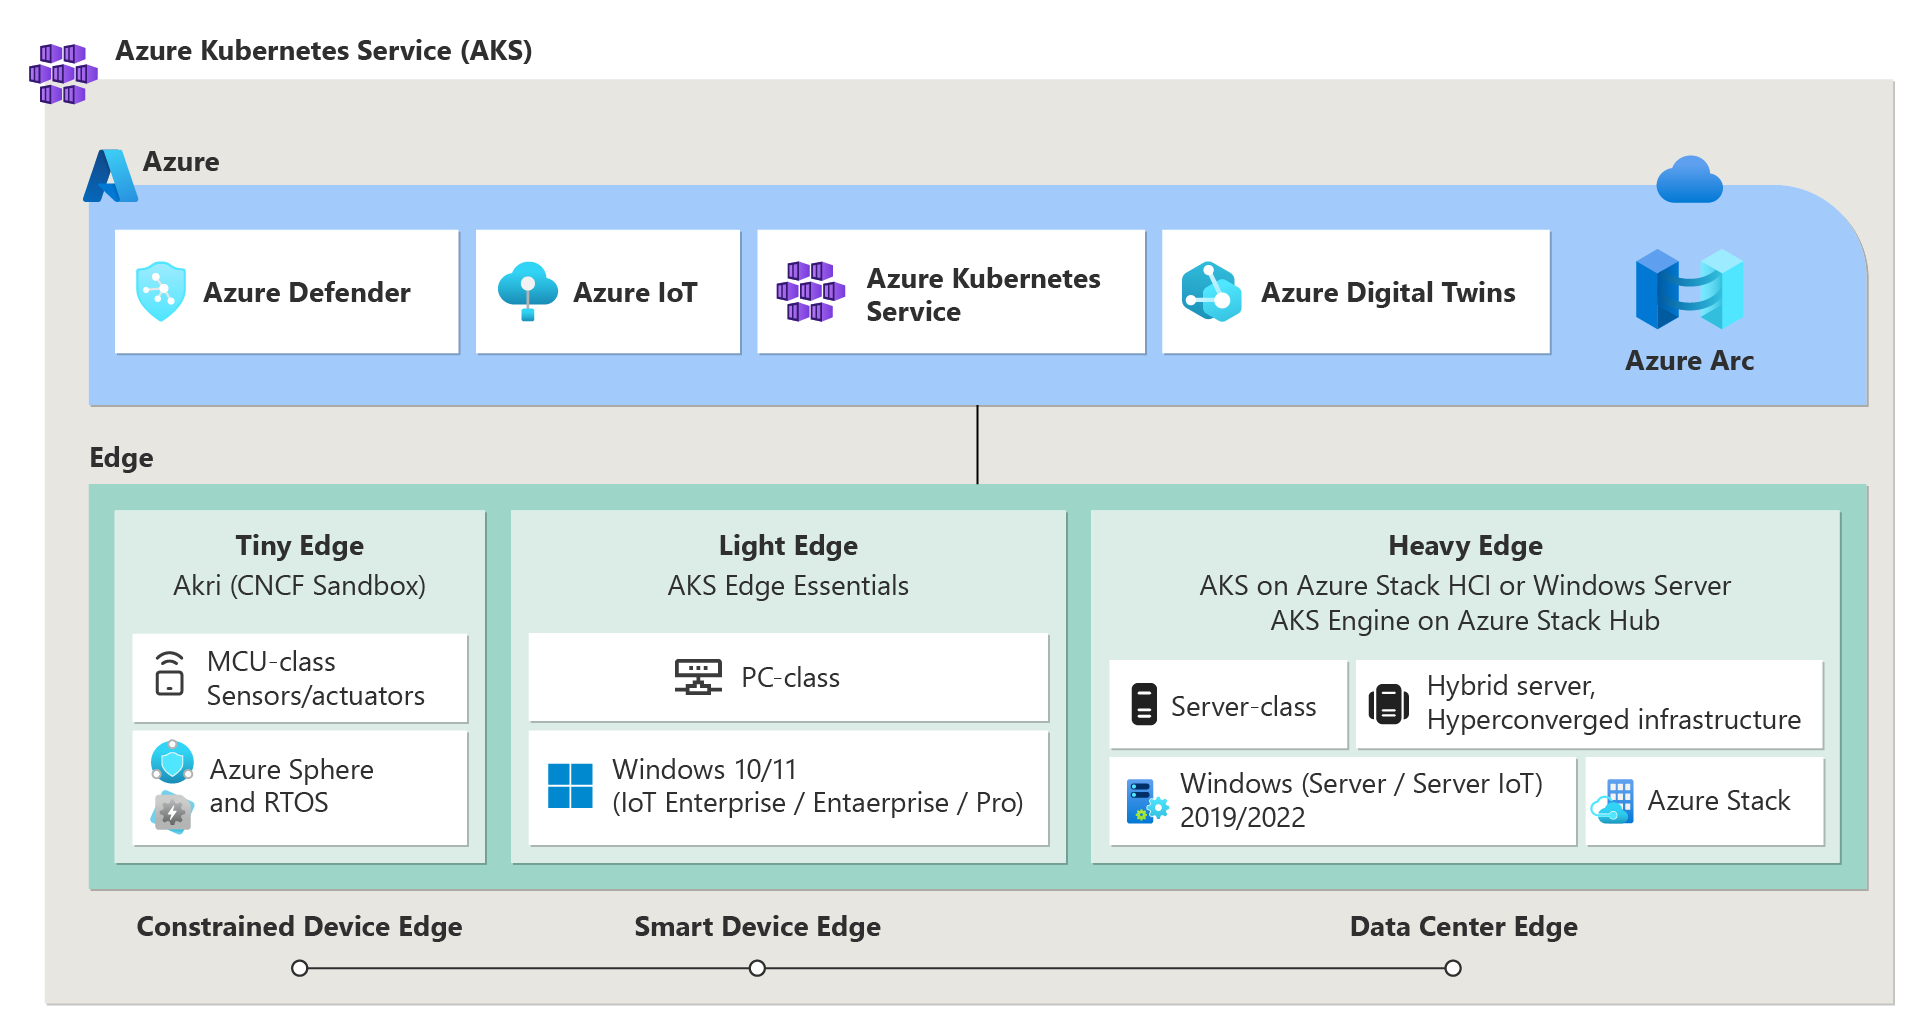 Azure Kubernetes Service (AKS)
Azure
Azure Defender
Azure IoT
Azure Kubernetes
Service
Azure Digital Twins
Azure Arc
Edge
Tiny Edge
Akri (CNCF Sandbox)
MCU-class
Sensors/actuators
Azure Sphere
and RTOS
Light Edge
AKS Edge Essentials
PC-class
Windows 10/11
(IoT Enterprise / Entaerprise / Pro)
Heavy Edge
AKS on Azure Stack HCI or Windows Server
AKS Engine on Azure Stack Hub
Server-class
Hybrid server,
Hyperconverged infrastructure
Windows (Server / Server IoT)
2019/2022
Azure Stack
Constrained Device Edge
Smart Device Edge
Data Center Edge